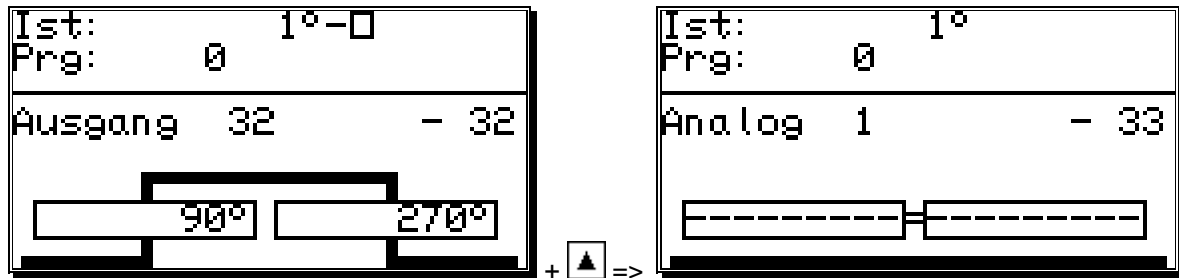 Ist: 1°-□
Prg: 0
Ausgang 32 - 32
90° 270°
+ ▲ =>
Ist: 1°
Prg: 0
Analog 1 - 33
---------=---------